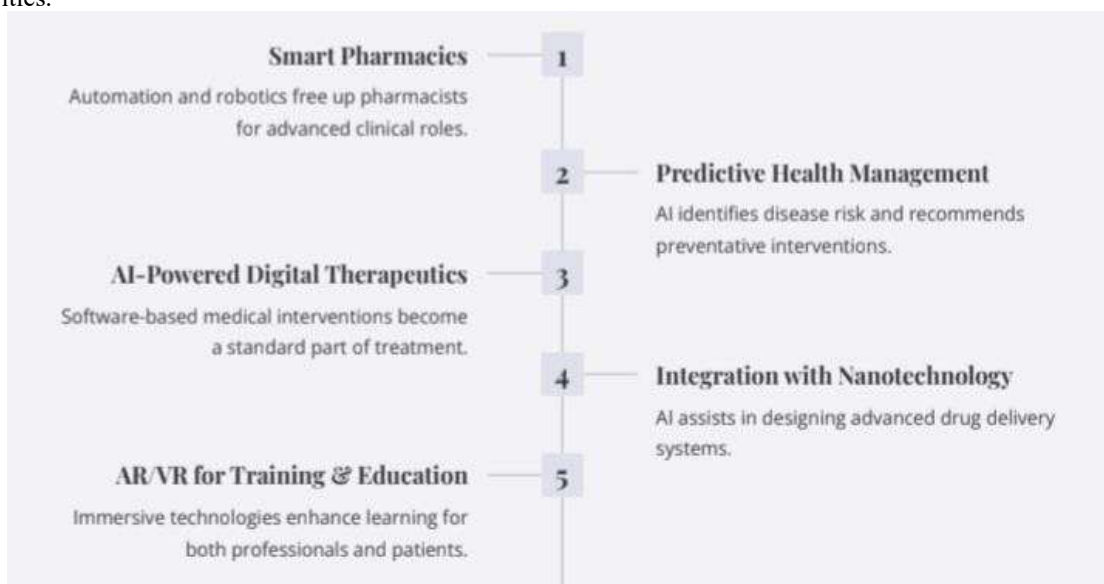 ities.
Smart Pharmacies
1
Automation and robotics free up pharmacists
for advanced clinical roles.
2
Predictive Health Management
AI identifies disease risk and recommends
preventative interventions.
AI-Powered Digital Therapeutics
3
Software-based medical interventions become
a standard part of treatment.
4
Integration with Nanotechnology
AI assists in designing advanced drug delivery
systems.
AR/VR for Training & Education
5
Immersive technologies enhance learning for
both professionals and patients.